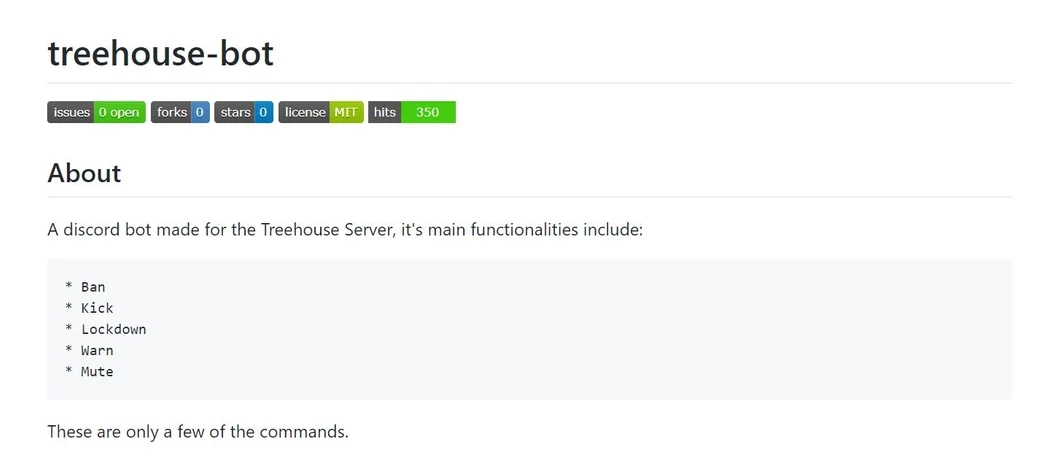 treehouse-bot
issues 0 open forks 0 stars 0 license MIT hits 350
About
A discord bot made for the Treehouse Server, it's main functionalities include:
* Ban
* Kick
* Lockdown
* Warn
* Mute
These are only a few of the commands.